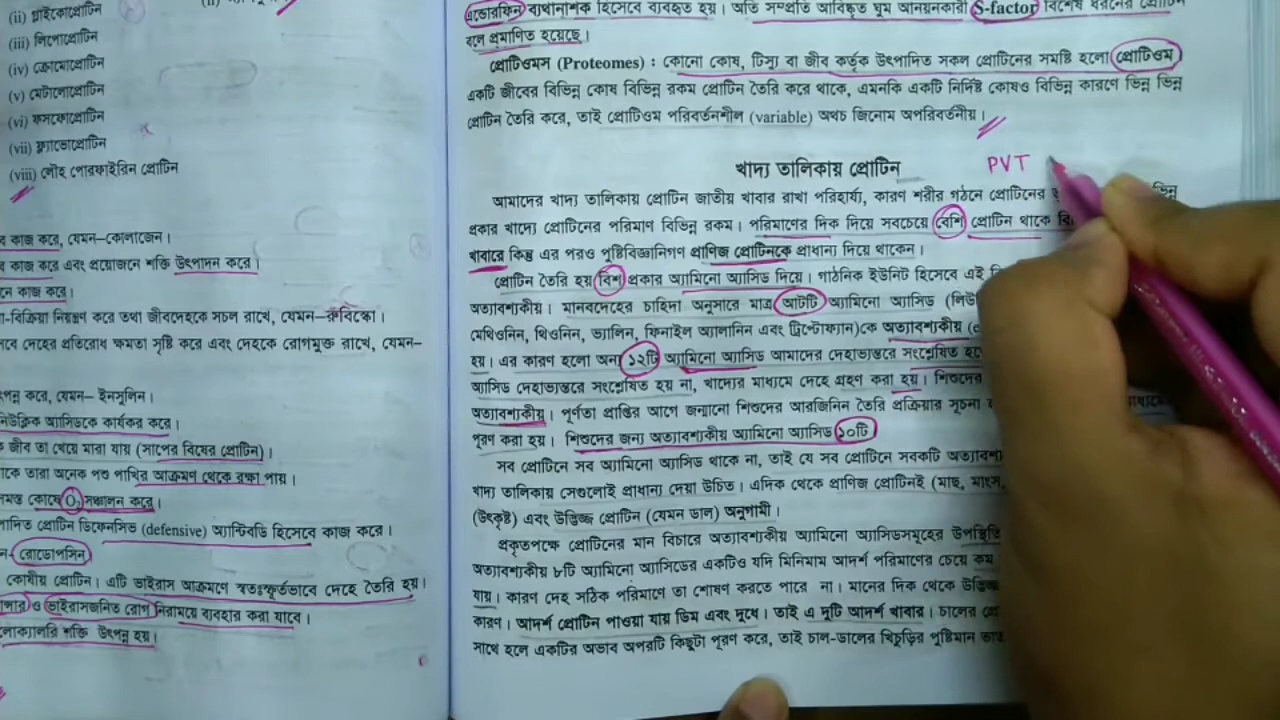 (ii) গ্লাইকোপ্রোটিন
(iii) লিপোপ্রোটিন
(iv) ক্রোমোপ্রোটিন
(v) মেটালোপ্রোটিন
(vi) ফসফোপ্রোটিন
(vii) ফ্ল্যাভোপ্রোটিন
(viii) লৌহ পোরফাইরিন প্রোটিন
কাজ করে, যেমন–কোলাজেন।
কাজ করে এবং প্রয়োজনে শক্তি উৎপাদন করে।
কাজ করে।
-বিক্রিয়া নিয়ন্ত্রণ করে তথা জীবদেহকে সচল রাখে, যেমন–রুবিস্কো।
দেহের প্রতিরোধ ক্ষমতা সৃষ্টি করে এবং দেহকে রোগমুক্ত রাখে, যেমন–
করে, যেমন– ইনসুলিন।
অ্যাসিডকে কার্যকর করে।
জীব তা খেয়ে মারা যায় (সাপের বিষের প্রোটিন)।
তারা অনেক পশু পাখির আক্রমণ থেকে রক্ষা পায়।
কোষে O₂ সঞ্চালন করে।
প্রোটিন ডিফেনসিভ (defensive) অ্যান্টিবডি হিসেবে কাজ করে।
রোডোপসিন
কোষীয় প্রোটিন। এটি ভাইরাস আক্রমণে স্বতঃস্ফূর্তভাবে দেহে তৈরি হয়।
ও ভাইরাসজনিত রোগ নিরাময়ে ব্যবহার করা যাবে।
শক্তি উৎপন্ন হয়।
এন্ডোরফিন ব্যথানাশক হিসেবে ব্যবহৃত হয়। অতি সম্প্রতি আবিষ্কৃত ঘুম আনয়নকারী S-factor বিশেষ ধরনের প্রোটিন
বলে প্রমাণিত হয়েছে।
প্রোটিওমস (Proteomes) : কোনো কোষ, টিস্যু বা জীব কর্তৃক উৎপাদিত সকল প্রোটিনের সমষ্টি হলো প্রোটিওম
একটি জীবের বিভিন্ন কোষ বিভিন্ন রকম প্রোটিন তৈরি করে থাকে, এমনকি একটি নির্দিষ্ট কোষও বিভিন্ন কারণে ভিন্ন ভিন্ন
প্রোটিন তৈরি করে, তাই প্রোটিওম পরিবর্তনশীল (variable) অথচ জিনোম অপরিবর্তনীয়।
খাদ্য তালিকায় প্রোটিন PVT
আমাদের খাদ্য তালিকায় প্রোটিন জাতীয় খাবার রাখা পরিহার্য্য, কারণ শরীর গঠনে প্রোটিনের ভিন্ন
প্রকার খাদ্যে প্রোটিনের পরিমাণ বিভিন্ন রকম। পরিমাণের দিক দিয়ে সবচেয়ে বেশি প্রোটিন থাকে
খাবারে কিন্তু এর পরও পুষ্টিবিজ্ঞানিগণ প্রাণিজ প্রোটিনকে প্রাধান্য দিয়ে থাকেন।
প্রোটিন তৈরি হয় বিশ প্রকার অ্যামিনো অ্যাসিড দিয়ে। গাঠনিক ইউনিট হিসেবে এই
অত্যাবশ্যকীয়। মানবদেহের চাহিদা অনুসারে মাত্র আটটি অ্যামিনো অ্যাসিড
মেথিওনিন, থ্রিওনিন, ভ্যালিন, ফিনাইল অ্যালানিন এবং ট্রিপ্টোফ্যান)কে অত্যাবশ্যকীয়
হয়। এর কারণ হলো অন্য ১২টি অ্যামিনো অ্যাসিড আমাদের দেহাভ্যন্তরে সংশ্লেষিত
অ্যাসিড দেহাভ্যন্তরে সংশ্লেষিত হয় না, খাদ্যের মাধ্যমে দেহে গ্রহণ করা হয়। শিশুদের
অত্যাবশ্যকীয়। পূর্ণতা প্রাপ্তির আগে জন্মানো শিশুদের আরজিনিন তৈরি প্রক্রিয়ার সূচনা
পূরণ করা হয়। শিশুদের জন্য অত্যাবশ্যকীয় অ্যামিনো অ্যাসিড ১০টি
সব প্রোটিনে সব অ্যামিনো অ্যাসিড থাকে না, তাই যে সব প্রোটিনে সবকটি
খাদ্য তালিকায় সেগুলোই প্রাধান্য দেয়া উচিত। এদিক থেকে প্রাণিজ প্রোটিনই (মাছ, মাংস,
(উৎকৃষ্ট) এবং উদ্ভিজ্জ প্রোটিন (যেমন ডাল) অনুগামী।
প্রকৃতপক্ষে প্রোটিনের মান বিচারে অত্যাবশ্যকীয় অ্যামিনো অ্যাসিডসমূহের উপস্থিতি
অত্যাবশ্যকীয় ৮টি অ্যামিনো অ্যাসিডের একটিও যদি মিনিমাম আদর্শ পরিমাণের চেয়ে কম
যায়। কারণ দেহ সঠিক পরিমাণে তা শোষণ করতে পারে না। মানের দিক থেকে
কারণ। আদর্শ প্রোটিন পাওয়া যায় ডিম এবং দুধে। তাই এ দুটি আদর্শ খাবার। চালের
সাথে হলে একটির অভাব অপরটি কিছুটা পূরণ করে, তাই চাল-ডালের খিচুড়ির পুষ্টিমান